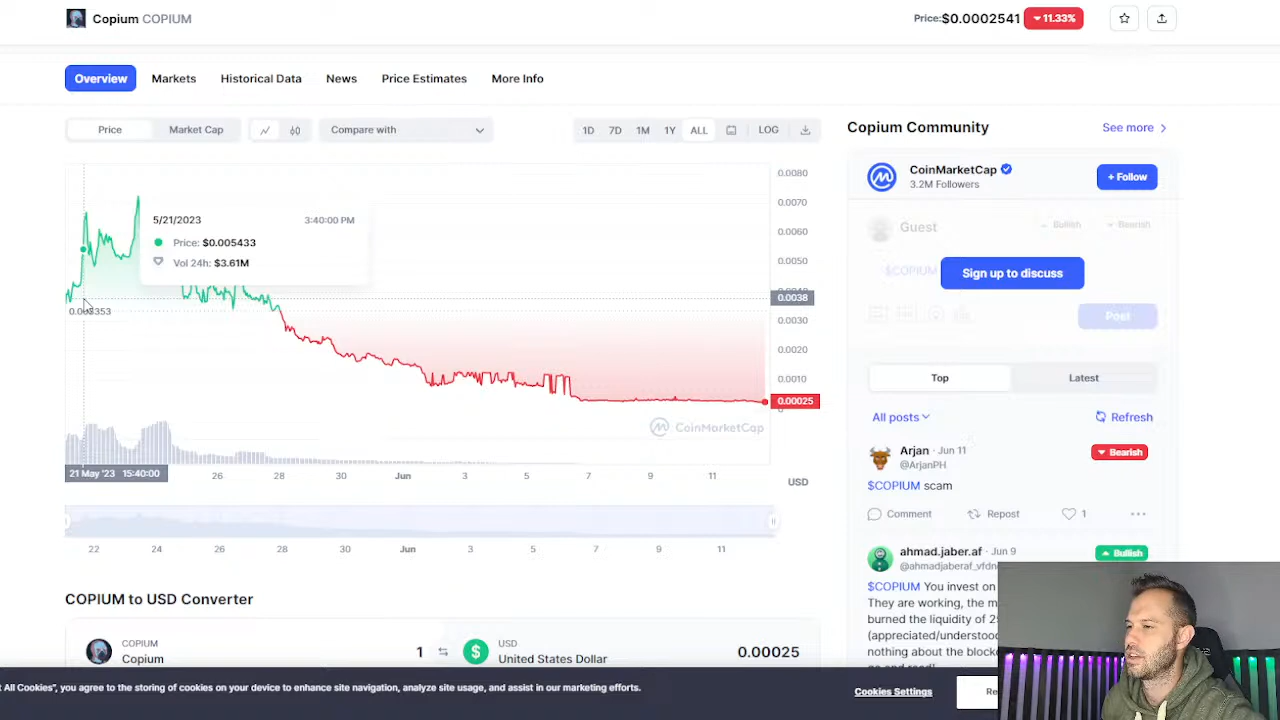 Copium COPIUM
Price:$0.0002541 11.33%
Overview Markets Historical Data News Price Estimates More Info
Price Market Cap Compare with 1D 7D 1M 1Y ALL LOG
0.0080
0.0070
0.0060
0.0050
0.0038
0.0030
0.0020
0.0010
0.00025
5/21/2023 3:40:00 PM
Price: $0.005433
Vol 24h: $3.61M
CoinMarketCap
21 May '23 15:40:00 26 28 30 Jun 3 5 7 9 11
USD
22 24 26 28 30 Jun 3 5 7 9 11
COPIUM to USD Converter
COPIUM
Copium
1
USD
United States Dollar
0.00025
Copium Community See more
CoinMarketCap
3.2M Followers
+ Follow
Guest Bullish Bearish
$COPIUM
Sign up to discuss
Post
Top Latest
All posts Refresh
Arjan · Jun 11
@ArjanPH
Bearish
$COPIUM scam
Comment Repost 1
ahmad.jaber.af · Jun 9
Bullish
$COPIUM You invest on
They are working, the
burned the liquidity of
(appreciated/understood
nothing about the
All Cookies", you agree to the storing of cookies on your device to enhance site navigation, analyze site usage, and assist in our marketing efforts.
Cookies Settings